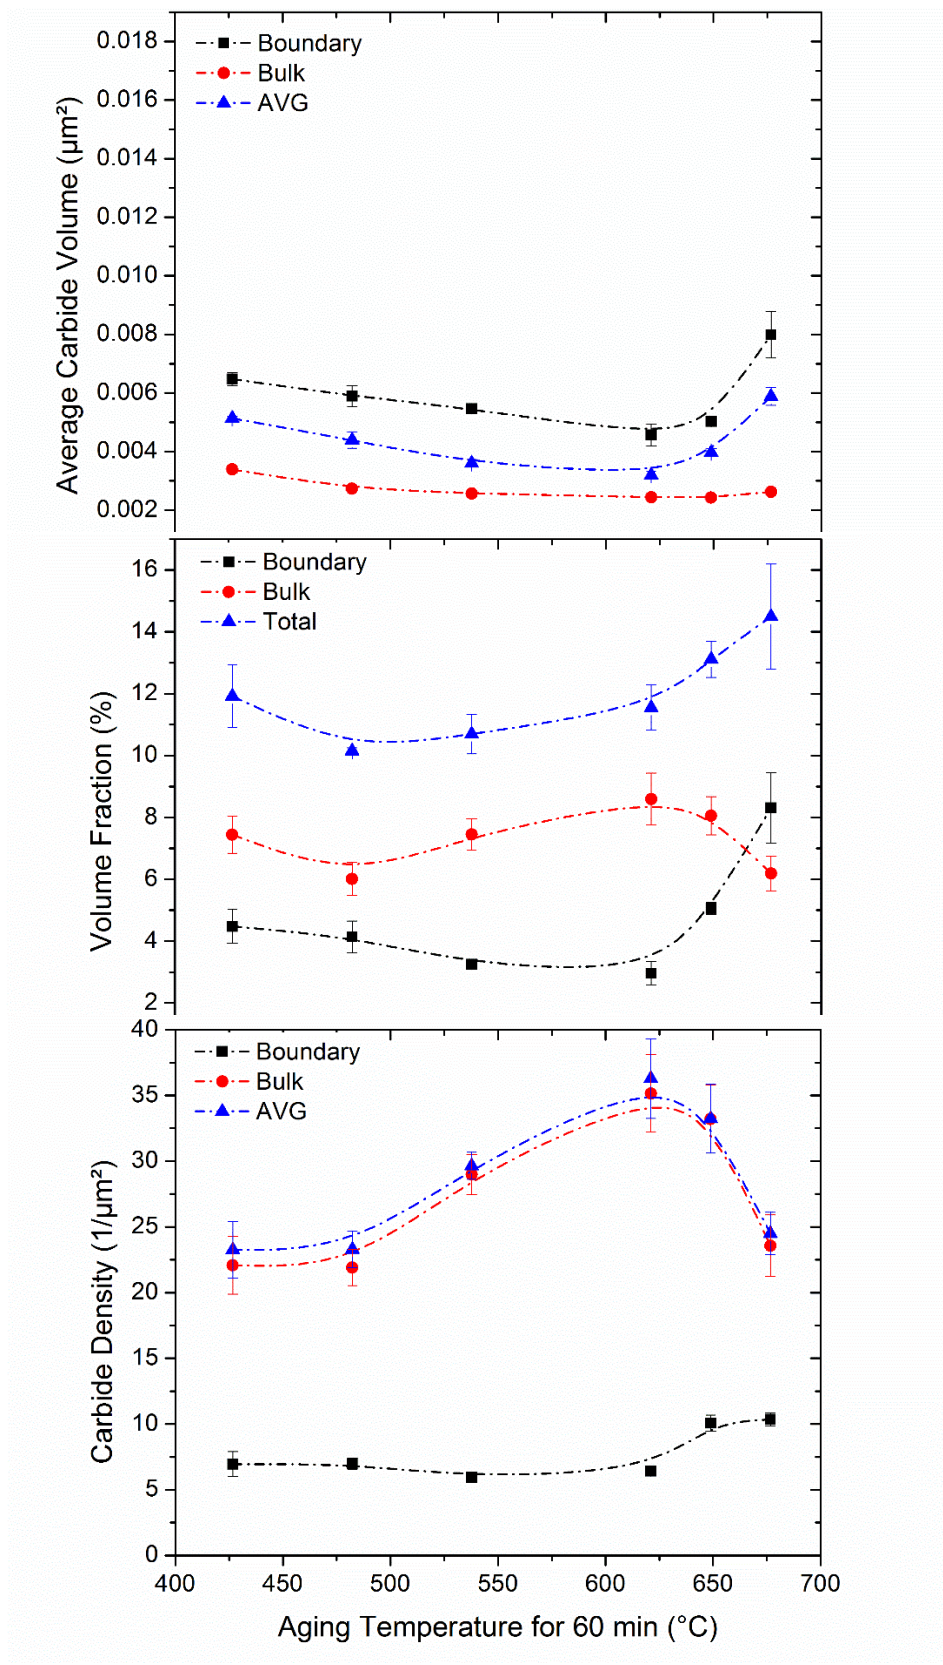 Average Carbide Volume (µm²)
0.018
0.016
0.014
0.012
0.010
0.008
0.006
0.004
0.002
Boundary
Bulk
AVG
Volume Fraction (%)
16
14
12
10
8
6
4
2
Boundary
Bulk
Total
Carbide Density (1/µm²)
40
35
30
25
20
15
10
5
0
Boundary
Bulk
AVG
400 450 500 550 600 650 700
Aging Temperature for 60 min (°C)